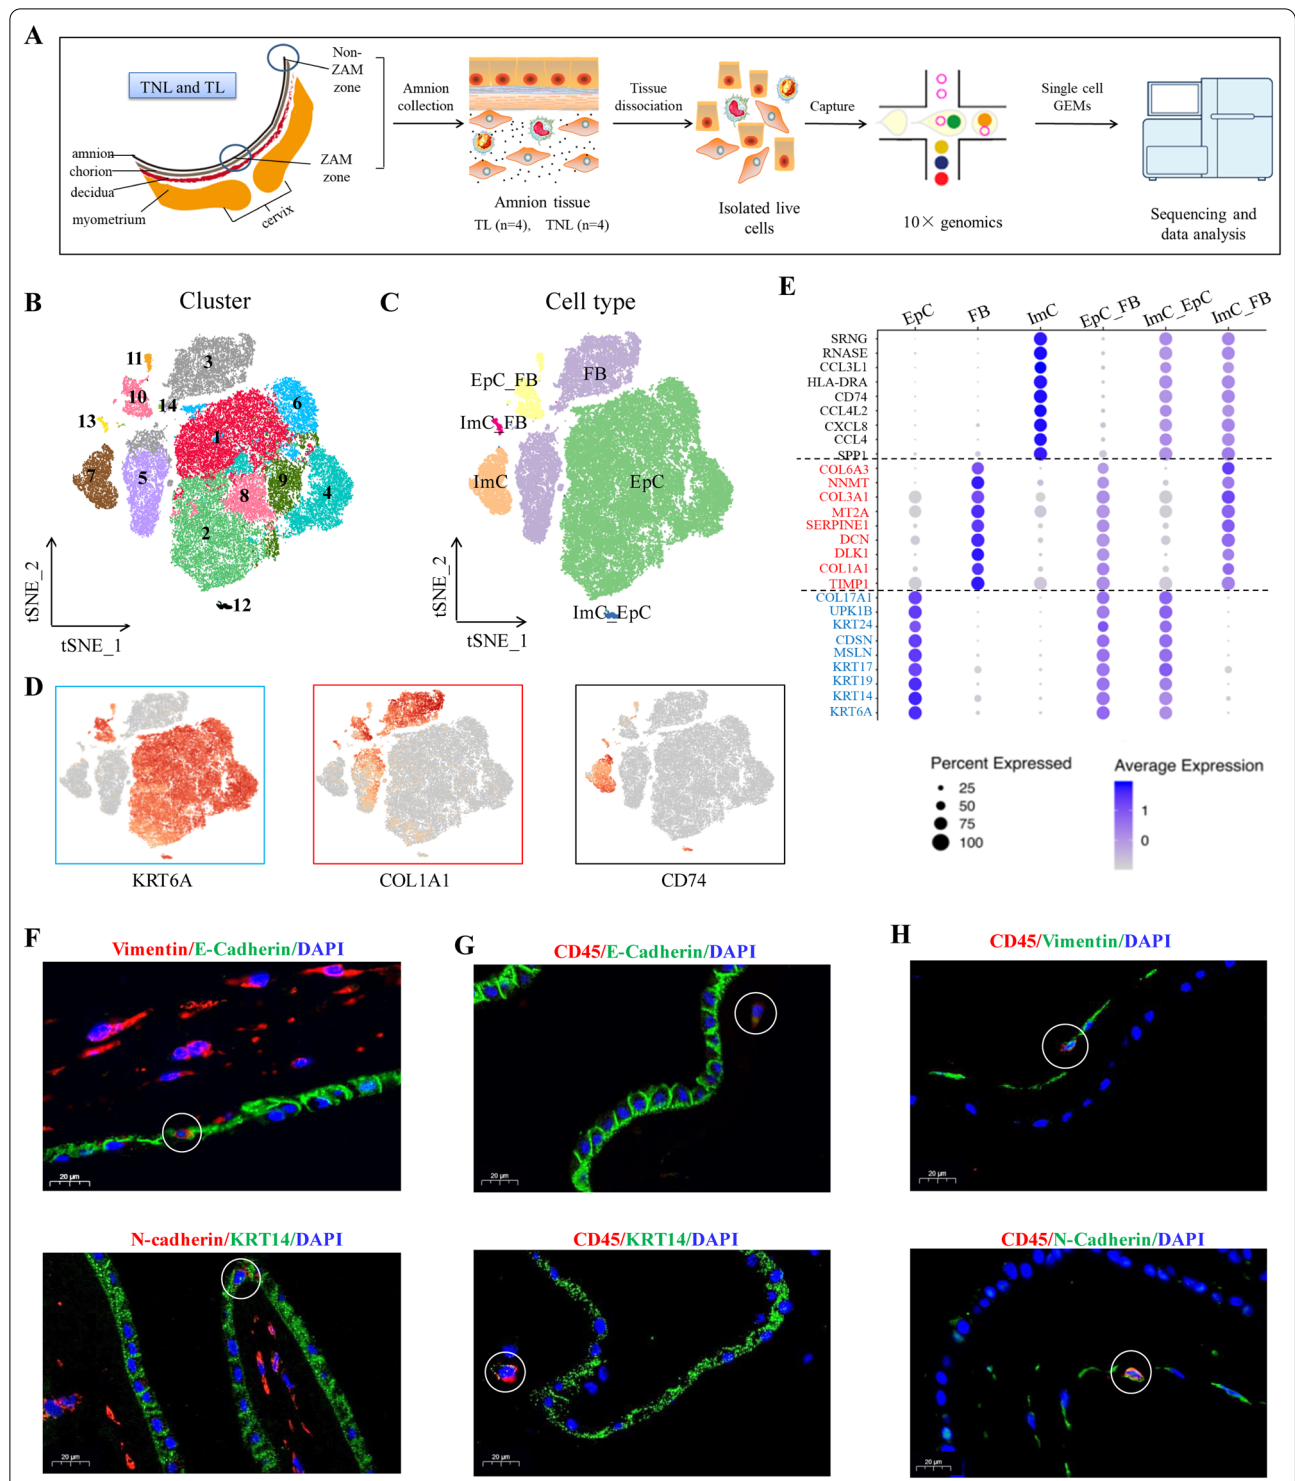 A
TNL and TL
Non-
ZAM
zone
ZAM
zone
amnion
chorion
decidua
myometrium
cervix
Amnion
collection
Amnion tissue
TL (n=4), TNL (n=4)
Tissue
dissociation
Isolated live
cells
Capture
10× genomics
Single cell
GEMs
Sequencing and
data analysis
B
Cluster
11
3
10
14
6
13
1
7
5
9
8
4
2
12
tSNE_2
tSNE_1
C
Cell type
EpC_FB
FB
ImC_FB
ImC
EpC
ImC_EpC
tSNE_2
tSNE_1
E
EpC
FB
ImC
EpC_FB
ImC_EpC
ImC_FB
SRNG
RNASE
CCL3L1
HLA-DRA
CD74
CCL4L2
CXCL8
CCL4
SPP1
COL6A3
NNMT
COL3A1
MT2A
SERPINE1
DCN
DLK1
COL1A1
TIMP1
COL17A1
UPK1B
KRT24
CDSN
MSLN
KRT17
KRT19
KRT14
KRT6A
Percent Expressed
25
50
75
100
Average Expression
1
0
D
KRT6A
COL1A1
CD74
F
Vimentin/E-Cadherin/DAPI
20 μm
N-cadherin/KRT14/DAPI
20 μm
G
CD45/E-Cadherin/DAPI
20 μm
CD45/KRT14/DAPI
20 μm
H
CD45/Vimentin/DAPI
20 μm
CD45/N-Cadherin/DAPI
20 μm